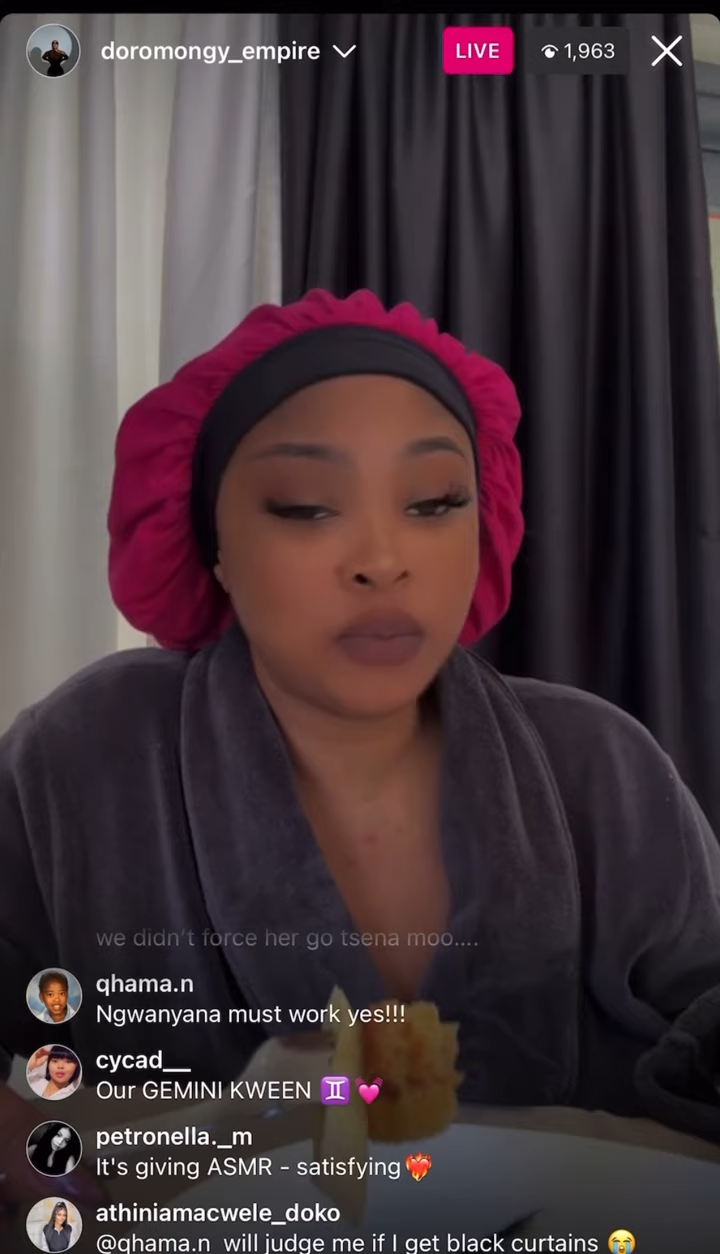 doromongy_empire
LIVE
1,963
we didn't force her go tsena moo....
qhama.n
Ngwanyana must work yes!!!
cycad__
Our GEMINI KWEEN ♊💓
petronella._m
It's giving ASMR - satisfying❤️‍🔥
athiniamacwele_doko
@qhama.n will judge me if I get black curtains 😭